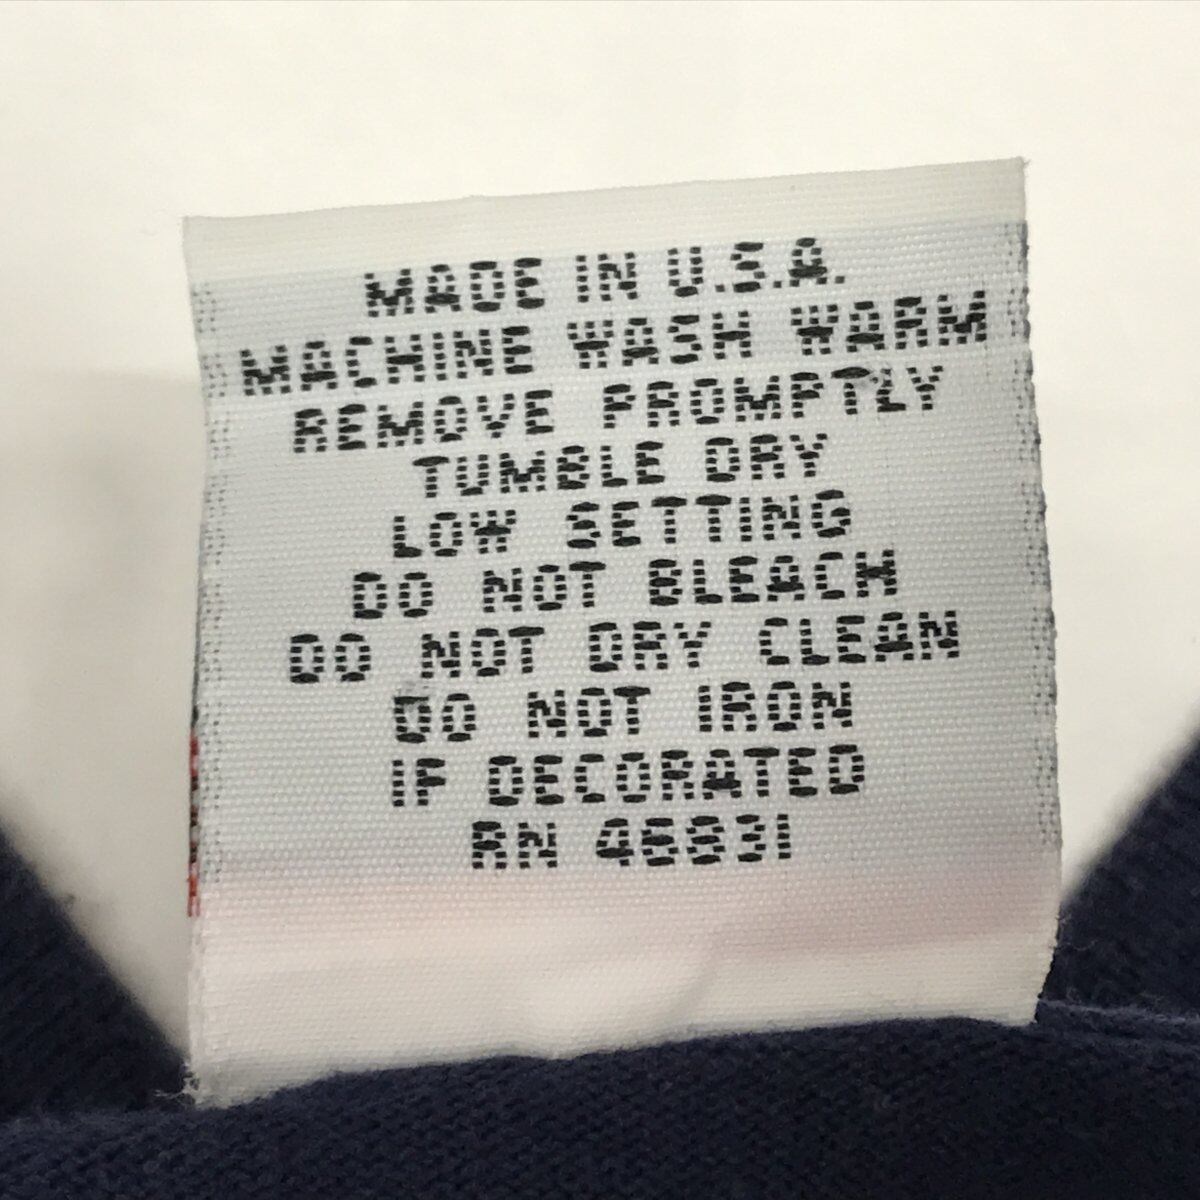 MADE IN U.S.A.
MACHINE WASH WARM
REMOVE PROMPTLY
TUMBLE DRY
LOW SETTING
DO NOT BLEACH
DO NOT DRY CLEAN
DO NOT IRON
IF DECORATED
RN 46831